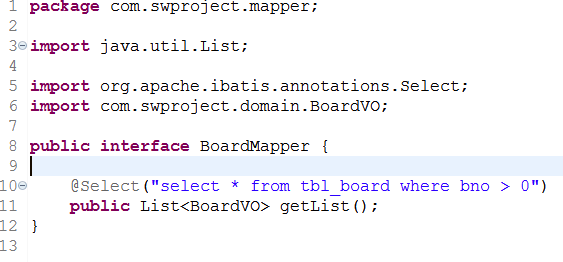 1 package com.swproject.mapper;
2
3 import java.util.List;
4
5 import org.apache.ibatis.annotations.Select;
6 import com.swproject.domain.BoardVO;
7
8 public interface BoardMapper {
9
10 @Select("select * from tbl_board where bno > 0")
11 public List<BoardVO> getList();
12 }
13